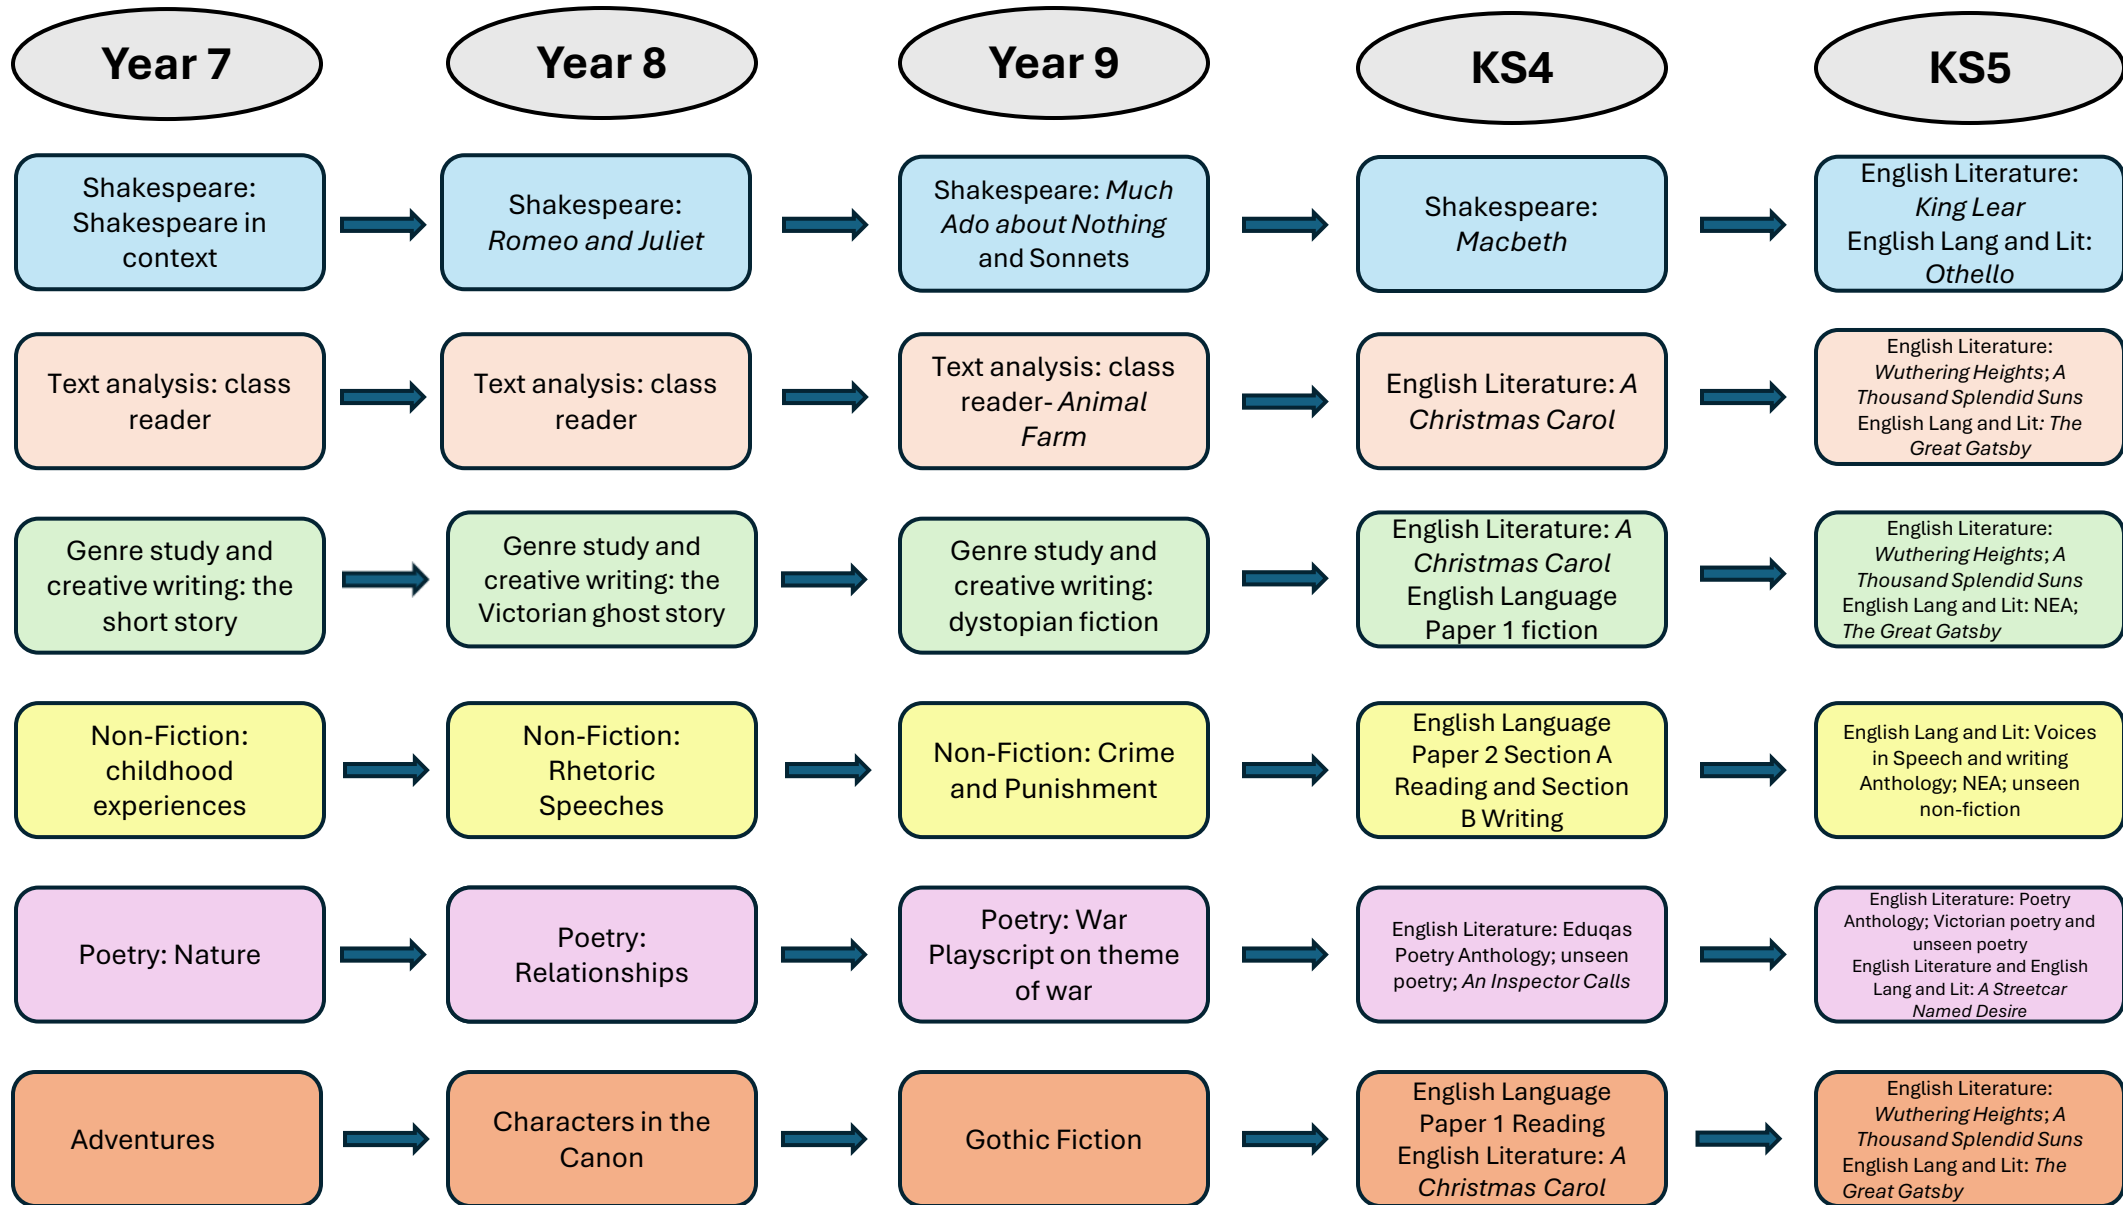 Year 7
Year 8
Year 9
KS4
KS5
Shakespeare:
Shakespeare in
context
Shakespeare:
Romeo and Juliet
Shakespeare: Much
Ado about Nothing
and Sonnets
Shakespeare:
Macbeth
English Literature:
King Lear
English Lang and Lit:
Othello
Text analysis: class
reader
Text analysis: class
reader
Text analysis: class
reader- Animal
Farm
English Literature: A
Christmas Carol
English Literature:
Wuthering Heights; A
Thousand Splendid Suns
English Lang and Lit: The
Great Gatsby
Genre study and
creative writing: the
short story
Genre study and
creative writing: the
Victorian ghost story
Genre study and
creative writing:
dystopian fiction
English Literature: A
Christmas Carol
English Language
Paper 1 fiction
English Literature:
Wuthering Heights; A
Thousand Splendid Suns
English Lang and Lit: NEA;
The Great Gatsby
Non-Fiction:
childhood
experiences
Non-Fiction:
Rhetoric
Speeches
Non-Fiction: Crime
and Punishment
English Language
Paper 2 Section A
Reading and Section
B Writing
English Lang and Lit: Voices
in Speech and writing
Anthology; NEA; unseen
non-fiction
Poetry: Nature
Poetry:
Relationships
Poetry: War
Playscript on theme
of war
English Literature: Eduqas
Poetry Anthology; unseen
poetry; An Inspector Calls
English Literature: Poetry
Anthology; Victorian poetry and
unseen poetry
English Literature and English
Lang and Lit: A Streetcar
Named Desire
Adventures
Characters in the
Canon
Gothic Fiction
English Language
Paper 1 Reading
English Literature: A
Christmas Carol
English Literature:
Wuthering Heights; A
Thousand Splendid Suns
English Lang and Lit: The
Great Gatsby